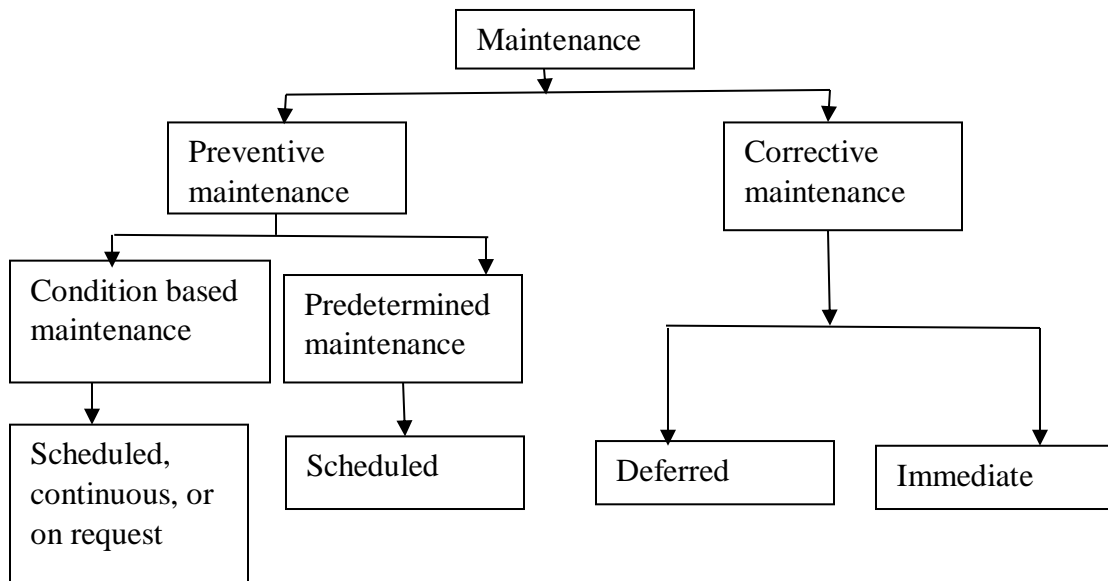 Maintenance
Preventive
maintenance
Corrective
maintenance
Condition based
maintenance
Predetermined
maintenance
Scheduled,
continuous, or
on request
Scheduled
Deferred
Immediate